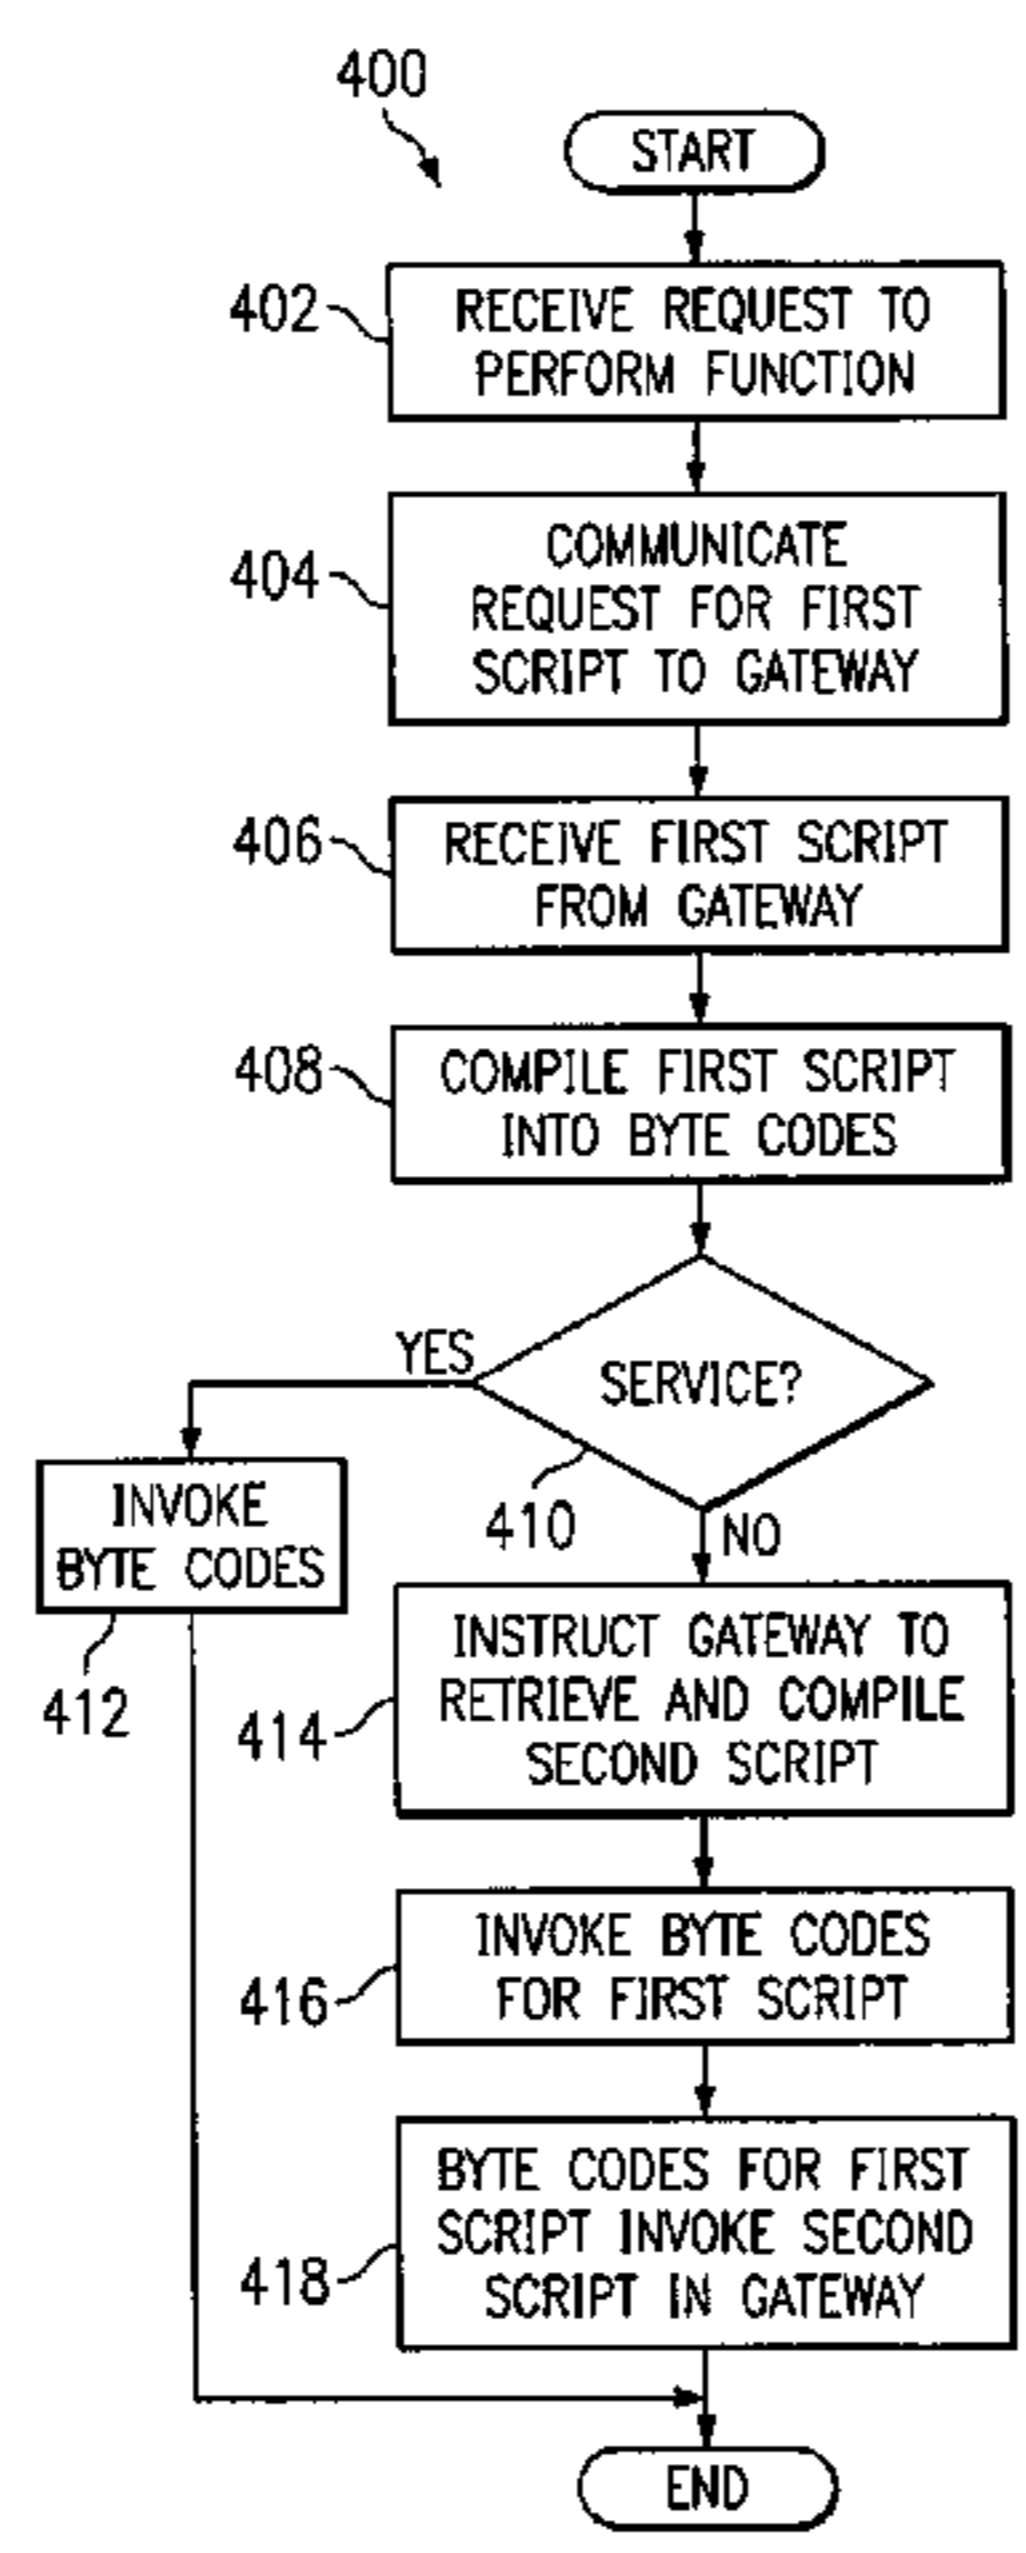 400
START
402
RECEIVE REQUEST TO
PERFORM FUNCTION
404
COMMUNICATE
REQUEST FOR FIRST
SCRIPT TO GATEWAY
406
RECEIVE FIRST SCRIPT
FROM GATEWAY
408
COMPILE FIRST SCRIPT
INTO BYTE CODES
YES
SERVICE?
410
NO
INVOKE
BYTE CODES
412
414
INSTRUCT GATEWAY TO
RETRIEVE AND COMPILE
SECOND SCRIPT
416
INVOKE BYTE CODES
FOR FIRST SCRIPT
418
BYTE CODES FOR FIRST
SCRIPT INVOKE SECOND
SCRIPT IN GATEWAY
END